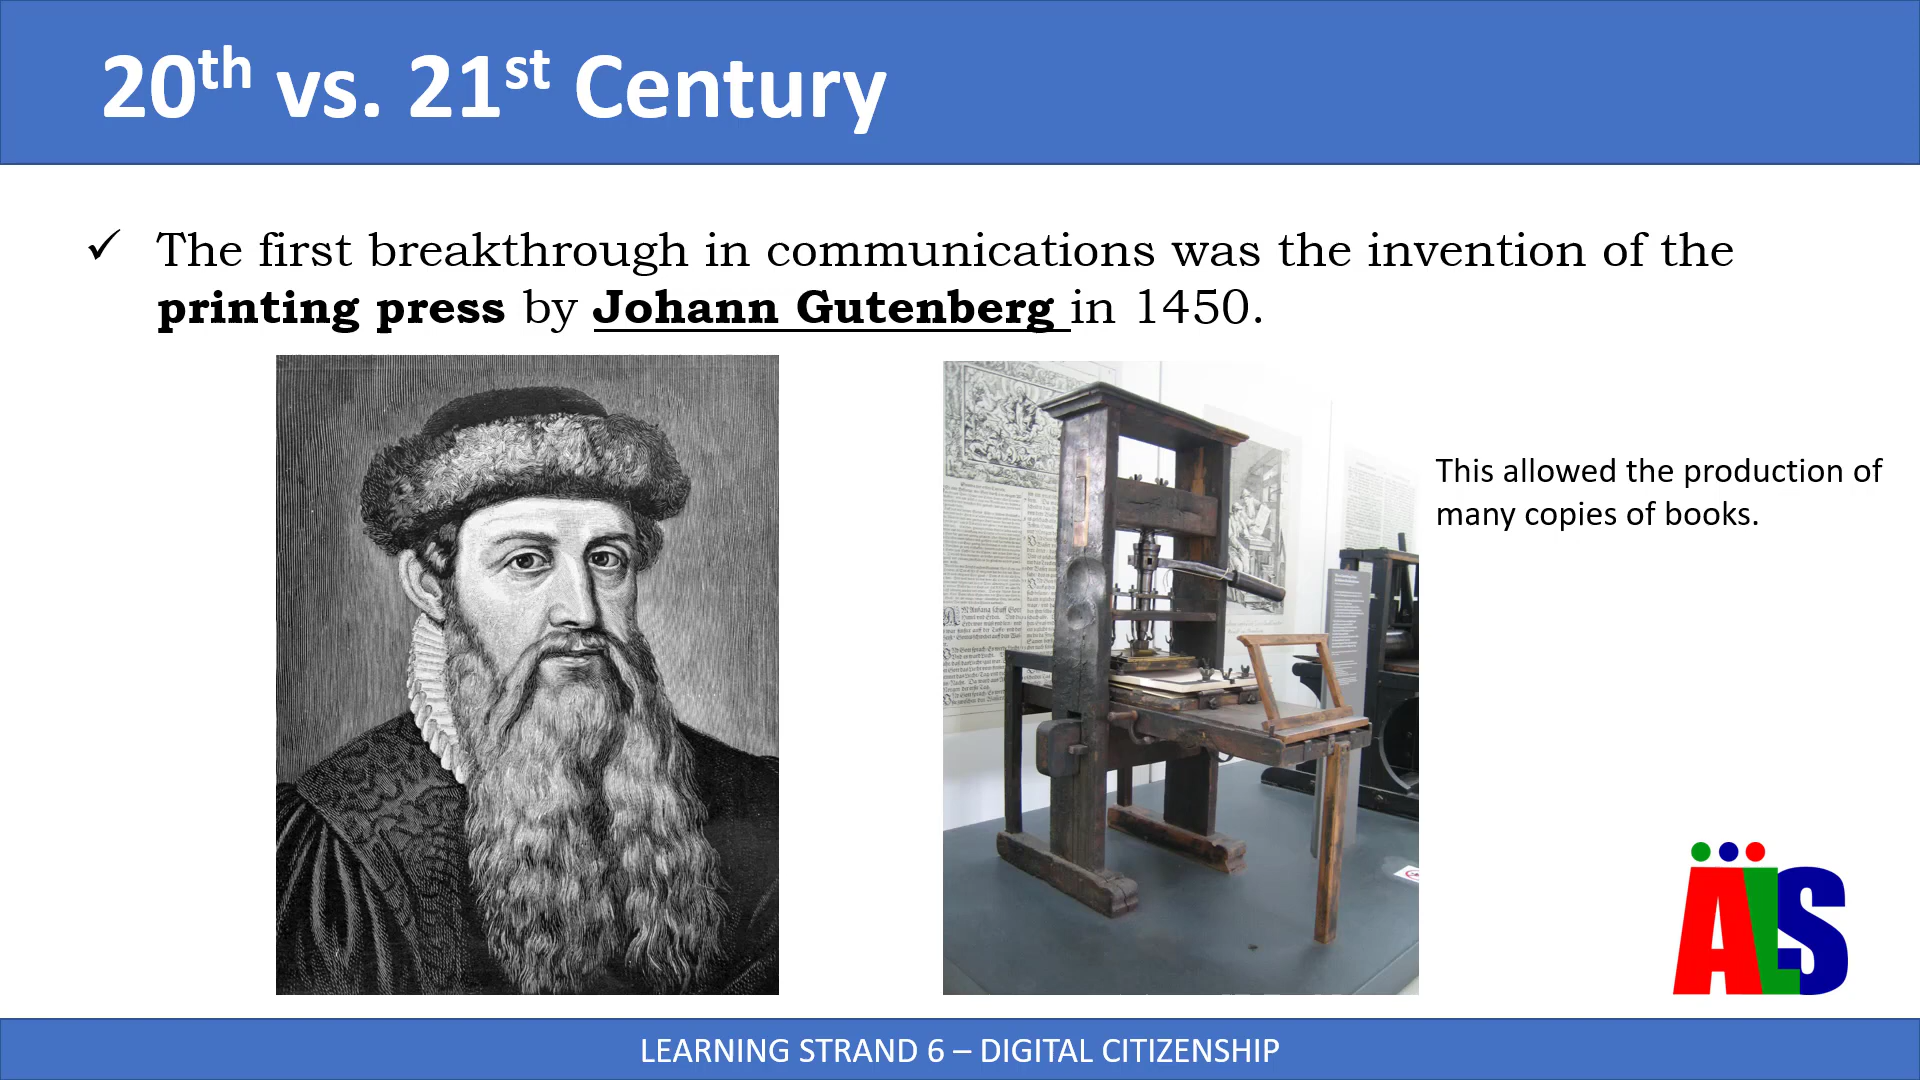 20th vs. 21st Century
✓ The first breakthrough in communications was the invention of the
printing press by Johann Gutenberg in 1450.
This allowed the production of
many copies of books.
ALS
LEARNING STRAND 6 – DIGITAL CITIZENSHIP